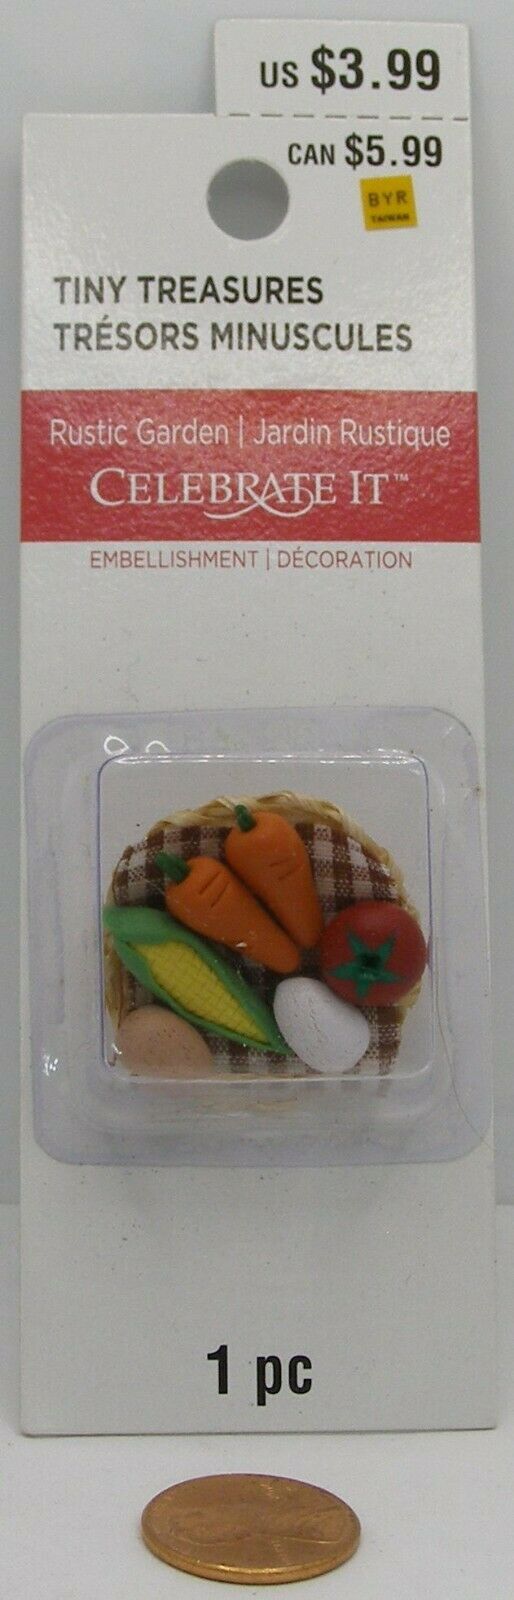 US $3.99
CAN $5.99
BYR
TAIWAN
TINY TREASURES
TRÉSORS MINUSCULES
Rustic Garden | Jardin Rustique
CELEBRATE IT™
EMBELLISHMENT | DÉCORATION
1 pc